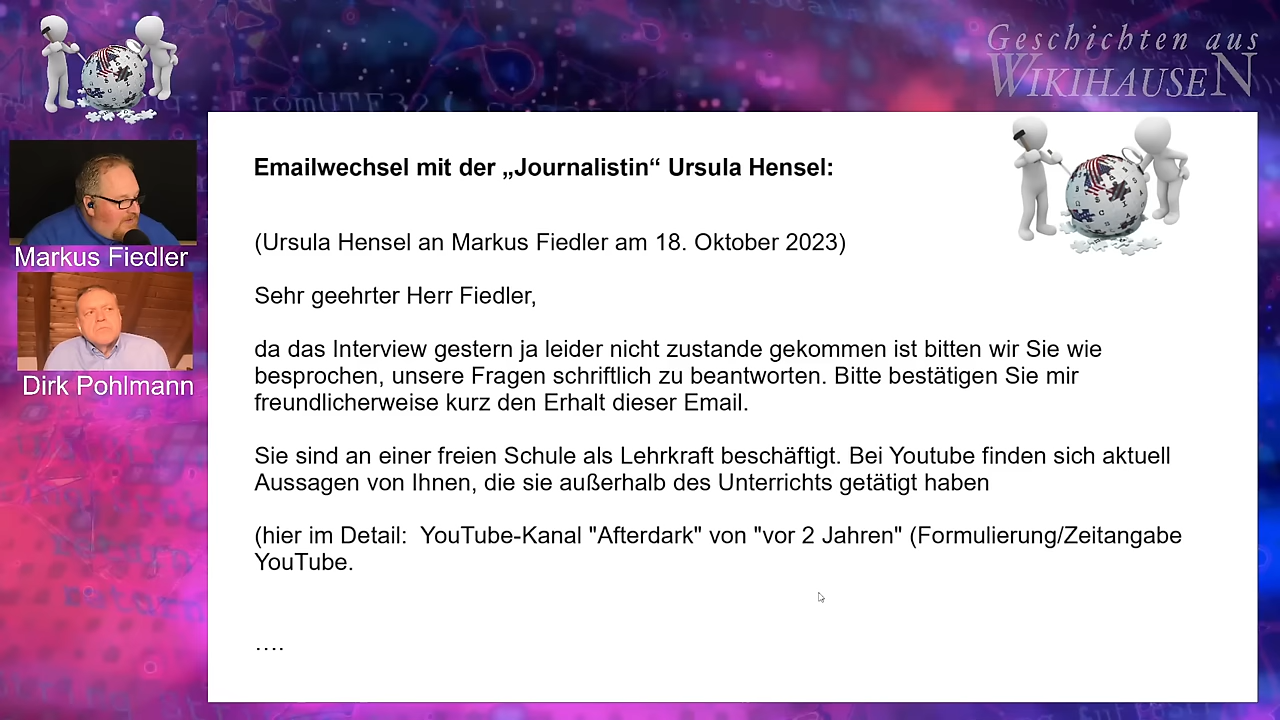 Geschichten aus
WIKIHAUSEN
Emailwechsel mit der „Journalistin“ Ursula Hensel:
(Ursula Hensel an Markus Fiedler am 18. Oktober 2023)
Sehr geehrter Herr Fiedler,
da das Interview gestern ja leider nicht zustande gekommen ist bitten wir Sie wie
besprochen, unsere Fragen schriftlich zu beantworten. Bitte bestätigen Sie mir
freundlicherweise kurz den Erhalt dieser Email.
Sie sind an einer freien Schule als Lehrkraft beschäftigt. Bei Youtube finden sich aktuell
Aussagen von Ihnen, die sie außerhalb des Unterrichts getätigt haben
(hier im Detail:  YouTube-Kanal "Afterdark" von "vor 2 Jahren" (Formulierung/Zeitangabe
YouTube.
....
Markus Fiedler
Dirk Pohlmann